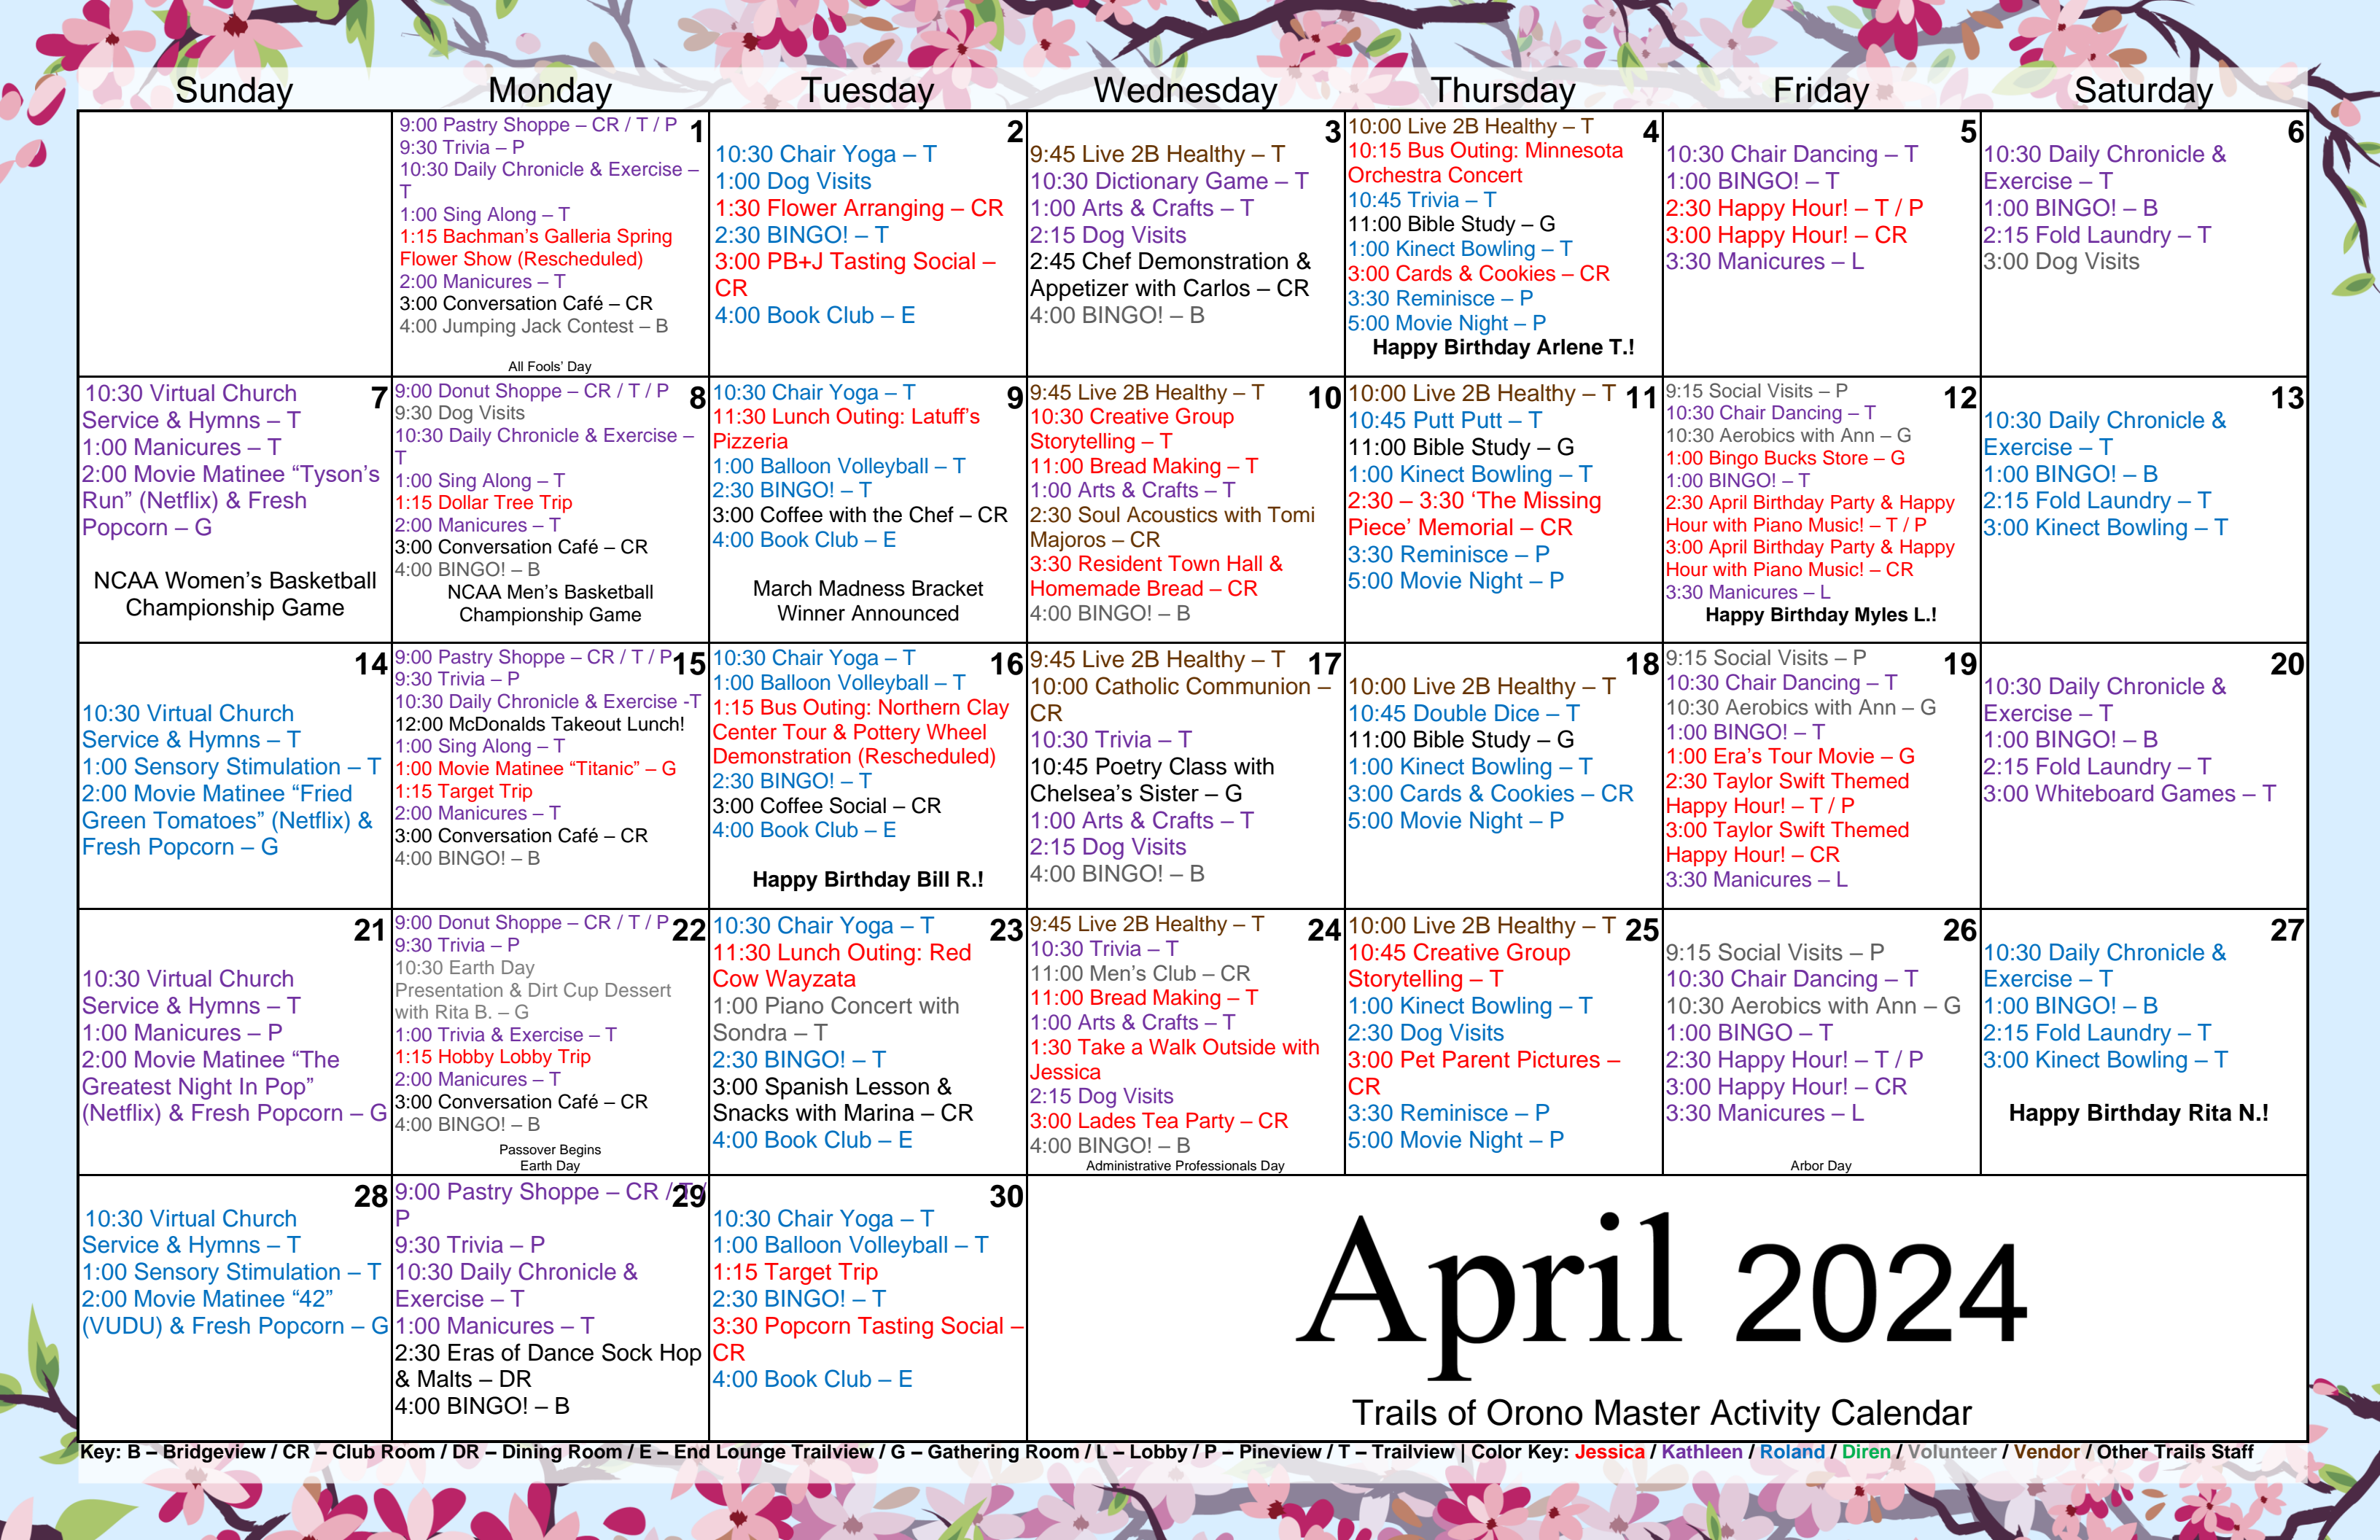 Sunday Monday Tuesday Wednesday Thursday Friday Saturday
1
9:00 Pastry Shoppe – CR / T / P
9:30 Trivia – P
10:30 Daily Chronicle & Exercise –
T
1:00 Sing Along – T
1:15 Bachman’s Galleria Spring
Flower Show (Rescheduled)
2:00 Manicures – T
3:00 Conversation Café – CR
4:00 Jumping Jack Contest – B
All Fools’ Day
2
10:30 Chair Yoga – T
1:00 Dog Visits
1:30 Flower Arranging – CR
2:30 BINGO! – T
3:00 PB+J Tasting Social –
CR
4:00 Book Club – E
3
9:45 Live 2B Healthy – T
10:30 Dictionary Game – T
1:00 Arts & Crafts – T
2:15 Dog Visits
2:45 Chef Demonstration &
Appetizer with Carlos – CR
4:00 BINGO! – B
4
10:00 Live 2B Healthy – T
10:15 Bus Outing: Minnesota
Orchestra Concert
10:45 Trivia – T
11:00 Bible Study – G
1:00 Kinect Bowling – T
3:00 Cards & Cookies – CR
3:30 Reminisce – P
5:00 Movie Night – P
Happy Birthday Arlene T.!
5
10:30 Chair Dancing – T
1:00 BINGO! – T
2:30 Happy Hour! – T / P
3:00 Happy Hour! – CR
3:30 Manicures – L
6
10:30 Daily Chronicle &
Exercise – T
1:00 BINGO! – B
2:15 Fold Laundry – T
3:00 Dog Visits
7
10:30 Virtual Church
Service & Hymns – T
1:00 Manicures – T
2:00 Movie Matinee “Tyson’s
Run” (Netflix) & Fresh
Popcorn – G
NCAA Women’s Basketball
Championship Game
8
9:00 Donut Shoppe – CR / T / P
9:30 Dog Visits
10:30 Daily Chronicle & Exercise –
T
1:00 Sing Along – T
1:15 Dollar Tree Trip
2:00 Manicures – T
3:00 Conversation Café – CR
4:00 BINGO! – B
NCAA Men’s Basketball
Championship Game
9
10:30 Chair Yoga – T
11:30 Lunch Outing: Latuff’s
Pizzeria
1:00 Balloon Volleyball – T
2:30 BINGO! – T
3:00 Coffee with the Chef – CR
4:00 Book Club – E
March Madness Bracket
Winner Announced
10
9:45 Live 2B Healthy – T
10:30 Creative Group
Storytelling – T
11:00 Bread Making – T
1:00 Arts & Crafts – T
2:30 Soul Acoustics with Tomi
Majoros – CR
3:30 Resident Town Hall &
Homemade Bread – CR
4:00 BINGO! – B
11
10:00 Live 2B Healthy – T
10:45 Putt Putt – T
11:00 Bible Study – G
1:00 Kinect Bowling – T
2:30 – 3:30 ‘The Missing
Piece’ Memorial – CR
3:30 Reminisce – P
5:00 Movie Night – P
12
9:15 Social Visits – P
10:30 Chair Dancing – T
10:30 Aerobics with Ann – G
1:00 Bingo Bucks Store – G
1:00 BINGO! – T
2:30 April Birthday Party & Happy
Hour with Piano Music! – T / P
3:00 April Birthday Party & Happy
Hour with Piano Music! – CR
3:30 Manicures – L
Happy Birthday Myles L.!
13
10:30 Daily Chronicle &
Exercise – T
1:00 BINGO! – B
2:15 Fold Laundry – T
3:00 Kinect Bowling – T
14
10:30 Virtual Church
Service & Hymns – T
1:00 Sensory Stimulation – T
2:00 Movie Matinee “Fried
Green Tomatoes” (Netflix) &
Fresh Popcorn – G
15
9:00 Pastry Shoppe – CR / T / P
9:30 Trivia – P
10:30 Daily Chronicle & Exercise -T
12:00 McDonalds Takeout Lunch!
1:00 Sing Along – T
1:00 Movie Matinee “Titanic” – G
1:15 Target Trip
2:00 Manicures – T
3:00 Conversation Café – CR
4:00 BINGO! – B
16
10:30 Chair Yoga – T
1:00 Balloon Volleyball – T
1:15 Bus Outing: Northern Clay
Center Tour & Pottery Wheel
Demonstration (Rescheduled)
2:30 BINGO! – T
3:00 Coffee Social – CR
4:00 Book Club – E
Happy Birthday Bill R.!
17
9:45 Live 2B Healthy – T
10:00 Catholic Communion –
CR
10:30 Trivia – T
10:45 Poetry Class with
Chelsea’s Sister – G
1:00 Arts & Crafts – T
2:15 Dog Visits
4:00 BINGO! – B
18
10:00 Live 2B Healthy – T
10:45 Double Dice – T
11:00 Bible Study – G
1:00 Kinect Bowling – T
3:00 Cards & Cookies – CR
5:00 Movie Night – P
19
9:15 Social Visits – P
10:30 Chair Dancing – T
10:30 Aerobics with Ann – G
1:00 BINGO! – T
1:00 Era’s Tour Movie – G
2:30 Taylor Swift Themed
Happy Hour! – T / P
3:00 Taylor Swift Themed
Happy Hour! – CR
3:30 Manicures – L
20
10:30 Daily Chronicle &
Exercise – T
1:00 BINGO! – B
2:15 Fold Laundry – T
3:00 Whiteboard Games – T
21
10:30 Virtual Church
Service & Hymns – T
1:00 Manicures – P
2:00 Movie Matinee “The
Greatest Night In Pop”
(Netflix) & Fresh Popcorn – G
22
9:00 Donut Shoppe – CR / T / P
9:30 Trivia – P
10:30 Earth Day
Presentation & Dirt Cup Dessert
with Rita B. – G
1:00 Trivia & Exercise – T
1:15 Hobby Lobby Trip
2:00 Manicures – T
3:00 Conversation Café – CR
4:00 BINGO! – B
Passover Begins
Earth Day
23
10:30 Chair Yoga – T
11:30 Lunch Outing: Red
Cow Wayzata
1:00 Piano Concert with
Sondra – T
2:30 BINGO! – T
3:00 Spanish Lesson &
Snacks with Marina – CR
4:00 Book Club – E
24
9:45 Live 2B Healthy – T
10:30 Trivia – T
11:00 Men’s Club – CR
11:00 Bread Making – T
1:00 Arts & Crafts – T
1:30 Take a Walk Outside with
Jessica
2:15 Dog Visits
3:00 Lades Tea Party – CR
4:00 BINGO! – B
Administrative Professionals Day
25
10:00 Live 2B Healthy – T
10:45 Creative Group
Storytelling – T
1:00 Kinect Bowling – T
2:30 Dog Visits
3:00 Pet Parent Pictures –
CR
3:30 Reminisce – P
5:00 Movie Night – P
26
9:15 Social Visits – P
10:30 Chair Dancing – T
10:30 Aerobics with Ann – G
1:00 BINGO – T
2:30 Happy Hour! – T / P
3:00 Happy Hour! – CR
3:30 Manicures – L
Arbor Day
27
10:30 Daily Chronicle &
Exercise – T
1:00 BINGO! – B
2:15 Fold Laundry – T
3:00 Kinect Bowling – T
Happy Birthday Rita N.!
28
10:30 Virtual Church
Service & Hymns – T
1:00 Sensory Stimulation – T
2:00 Movie Matinee “42”
(VUDU) & Fresh Popcorn – G
29
9:00 Pastry Shoppe – CR / T /
P
9:30 Trivia – P
10:30 Daily Chronicle &
Exercise – T
1:00 Manicures – T
2:30 Eras of Dance Sock Hop
& Malts – DR
4:00 BINGO! – B
30
10:30 Chair Yoga – T
1:00 Balloon Volleyball – T
1:15 Target Trip
2:30 BINGO! – T
3:30 Popcorn Tasting Social –
CR
4:00 Book Club – E
April 2024
Trails of Orono Master Activity Calendar
Key: B – Bridgeview / CR – Club Room / DR – Dining Room / E – End Lounge Trailview / G – Gathering Room / L – Lobby / P – Pineview / T – Trailview | Color Key: Jessica / Kathleen / Roland / Diren / Volunteer / Vendor / Other Trails Staff